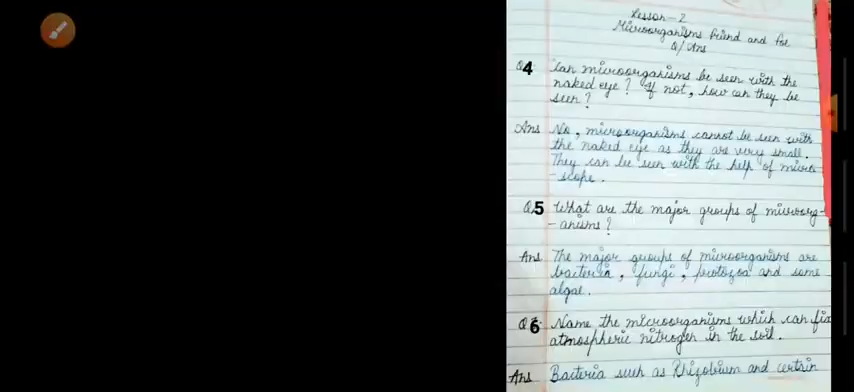 Lesson-2
Microorganisms friend and foe
Q/Ans
Q4 Can microorganisms be seen with the
naked eye? If not, how can they be
seen?
Ans No, microorganisms cannot be seen with
the naked eye as they are very small.
They can be seen with the help of micro
-scope.
Q.5 What are the major groups of microorg-
-anisms?
Ans The major groups of microorganisms are
bacteria, fungi, protozoa and some
algae.
Q6 Name the microorganisms which can fix
atmospheric nitrogen in the soil.
Ans Bacteria such as Rhizobium and certain